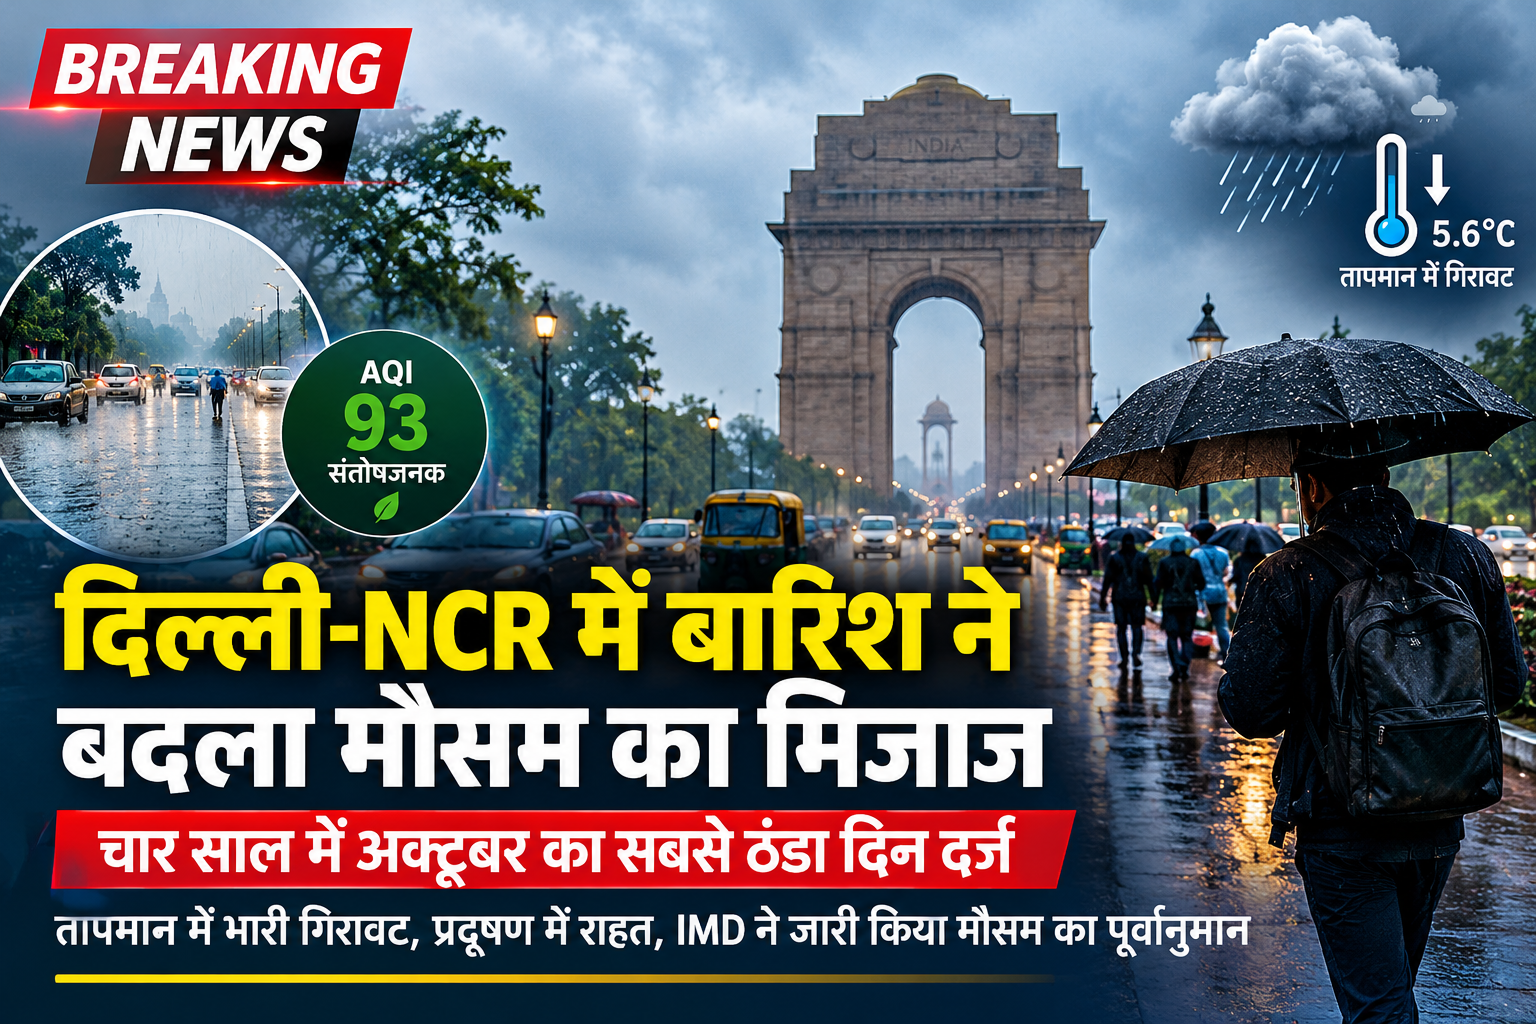 BREAKING
NEWS
INDIA
5.6°C
तापमान में गिरावट
AQI
93
संतोषजनक
दिल्ली-NCR में बारिश ने
बदला मौसम का मिजाज
चार साल में अक्टूबर का सबसे ठंडा दिन दर्ज
तापमान में भारी गिरावट, प्रदूषण में राहत, IMD ने जारी किया मौसम का पूर्वानुमान